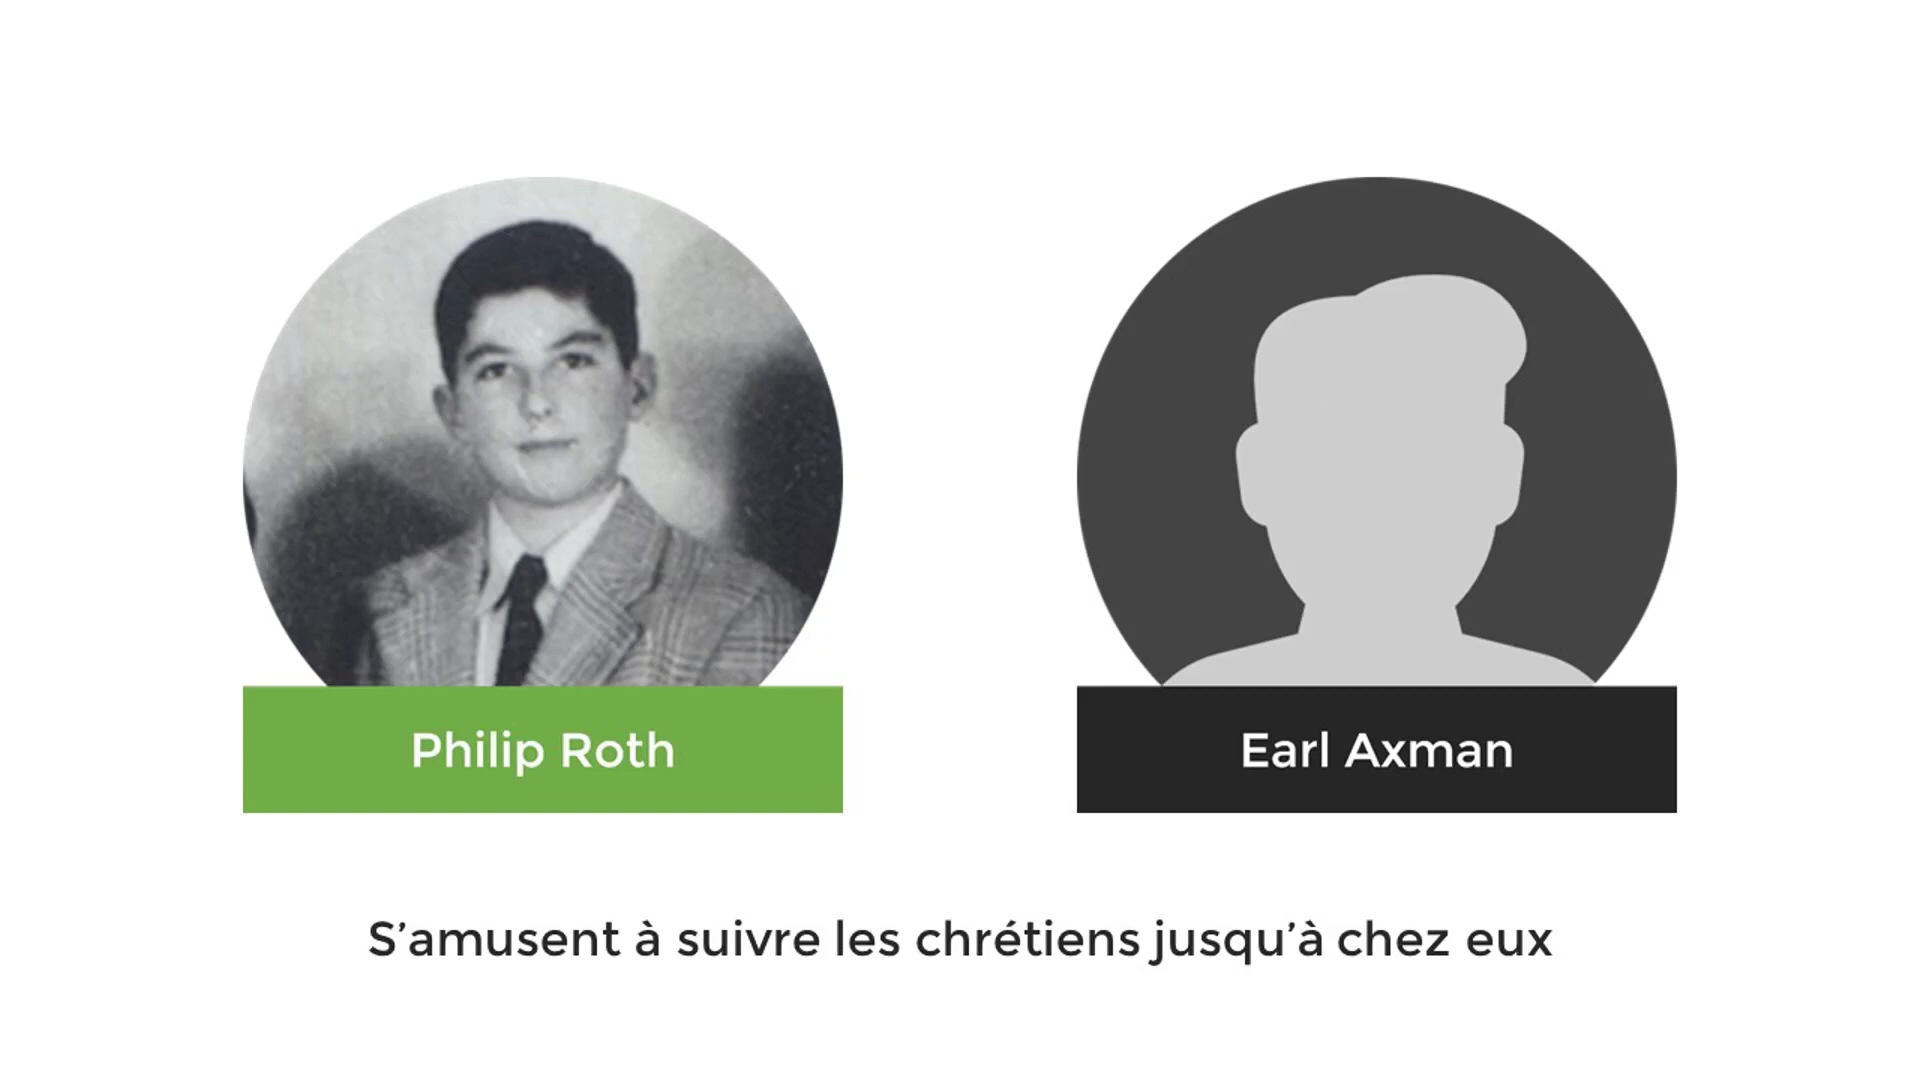 Philip Roth
Earl Axman
S’amusent à suivre les chrétiens jusqu’à chez eux